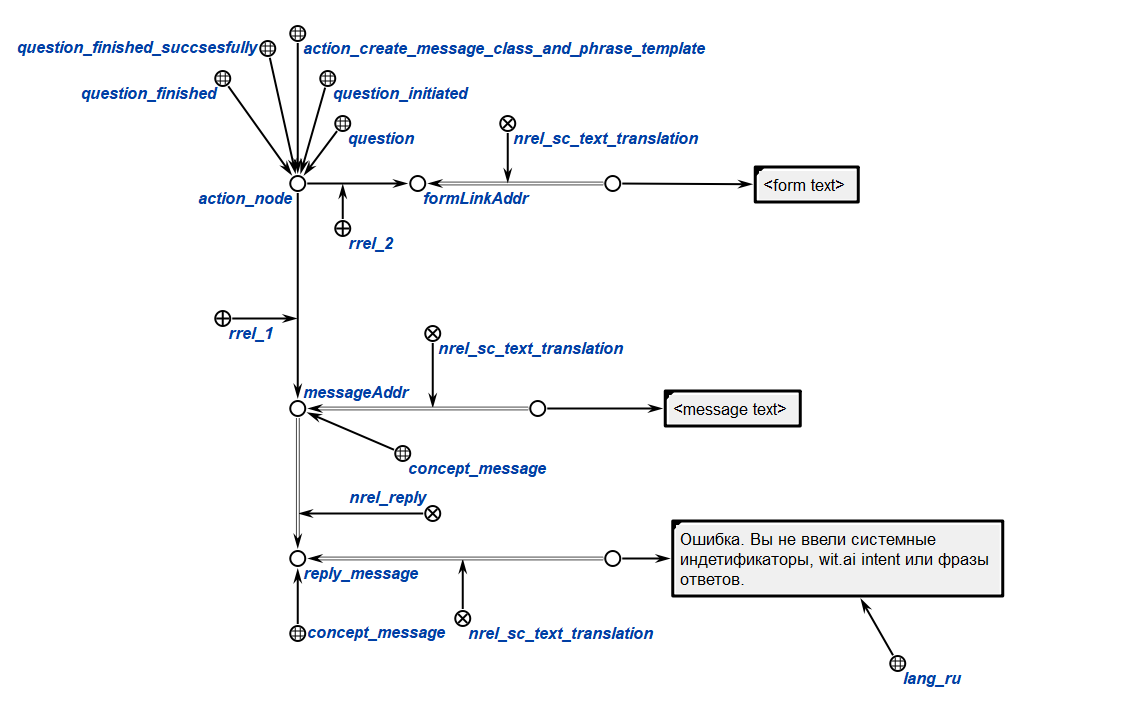 question_finished_succsesfully
action_create_message_class_and_phrase_template
question_finished
question_initiated
question
nrel_sc_text_translation
<form text>
action_node
formLinkAddr
rrel_2
rrel_1
nrel_sc_text_translation
messageAddr
<message text>
concept_message
nrel_reply
Ошибка. Вы не ввели системные
индетификаторы, wit.ai intent или фразы
ответов.
reply_message
concept_message
nrel_sc_text_translation
lang_ru